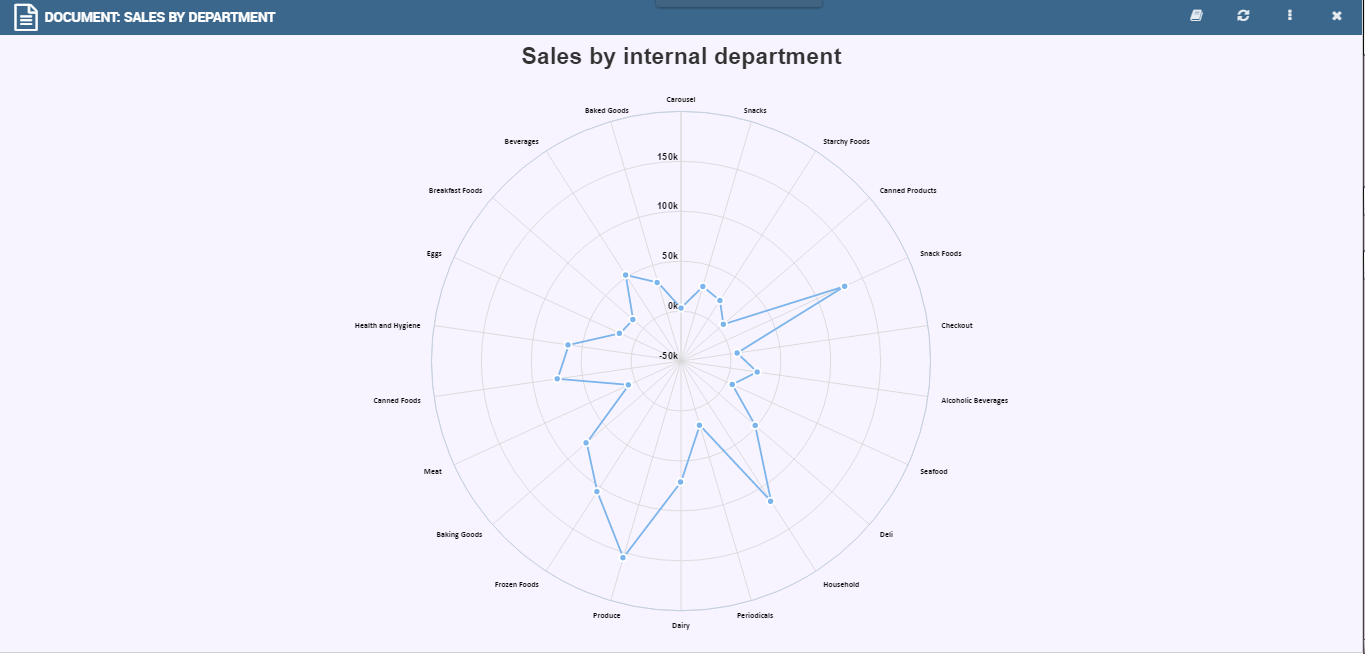 DOCUMENT: SALES BY DEPARTMENT
Sales by internal department
Carousel
Snacks
Starchy Foods
Canned Products
Snack Foods
Checkout
Alcoholic Beverages
Seafood
Deli
Household
Periodicals
Dairy
Produce
Frozen Foods
Baking Goods
Meat
Canned Foods
Health and Hygiene
Eggs
Breakfast Foods
Beverages
Baked Goods
150k
100k
50k
0k
-50k